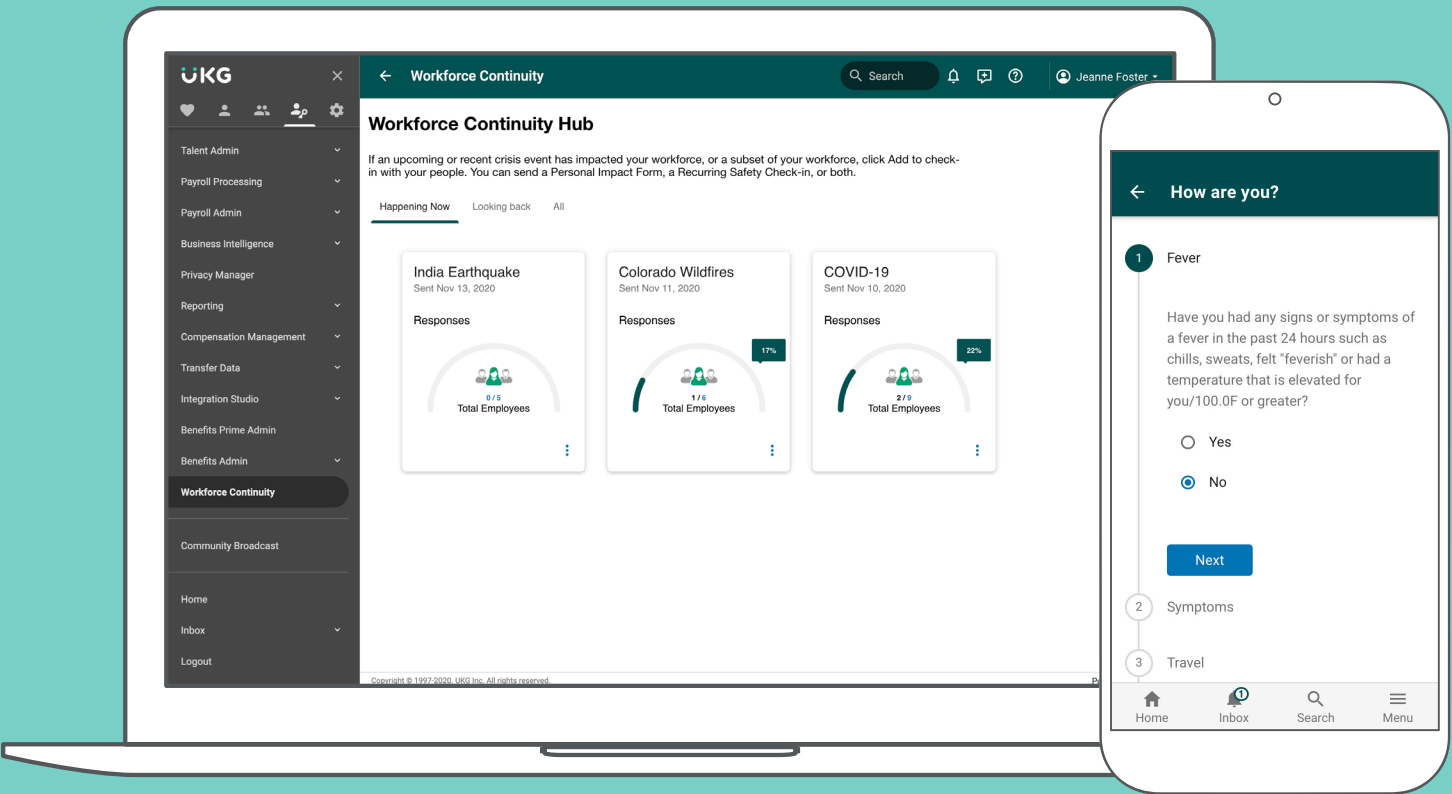 UKG
Workforce Continuity
Search
Jeanne Foster
Talent Admin
Payroll Processing
Payroll Admin
Business Intelligence
Privacy Manager
Reporting
Compensation Management
Transfer Data
Integration Studio
Benefits Prime Admin
Benefits Admin
Workforce Continuity
Community Broadcast
Home
Inbox
Logout
Workforce Continuity Hub
If an upcoming or recent crisis event has impacted your workforce, or a subset of your workforce, click Add to check-
in with your people. You can send a Personal Impact Form, a Recurring Safety Check-in, or both.
Happening Now Looking back All
India Earthquake
Sent Nov 13, 2020
Responses
0/5
Total Employees
Colorado Wildfires
Sent Nov 11, 2020
Responses
17%
1/6
Total Employees
COVID-19
Sent Nov 10, 2020
Responses
22%
2/9
Total Employees
Copyright © 1997-2020, UKG Inc. All rights reserved.
How are you?
1 Fever
Have you had any signs or symptoms of
a fever in the past 24 hours such as
chills, sweats, felt "feverish" or had a
temperature that is elevated for
you/100.0F or greater?
Yes
No
Next
2 Symptoms
3 Travel
1
Home Inbox Search Menu